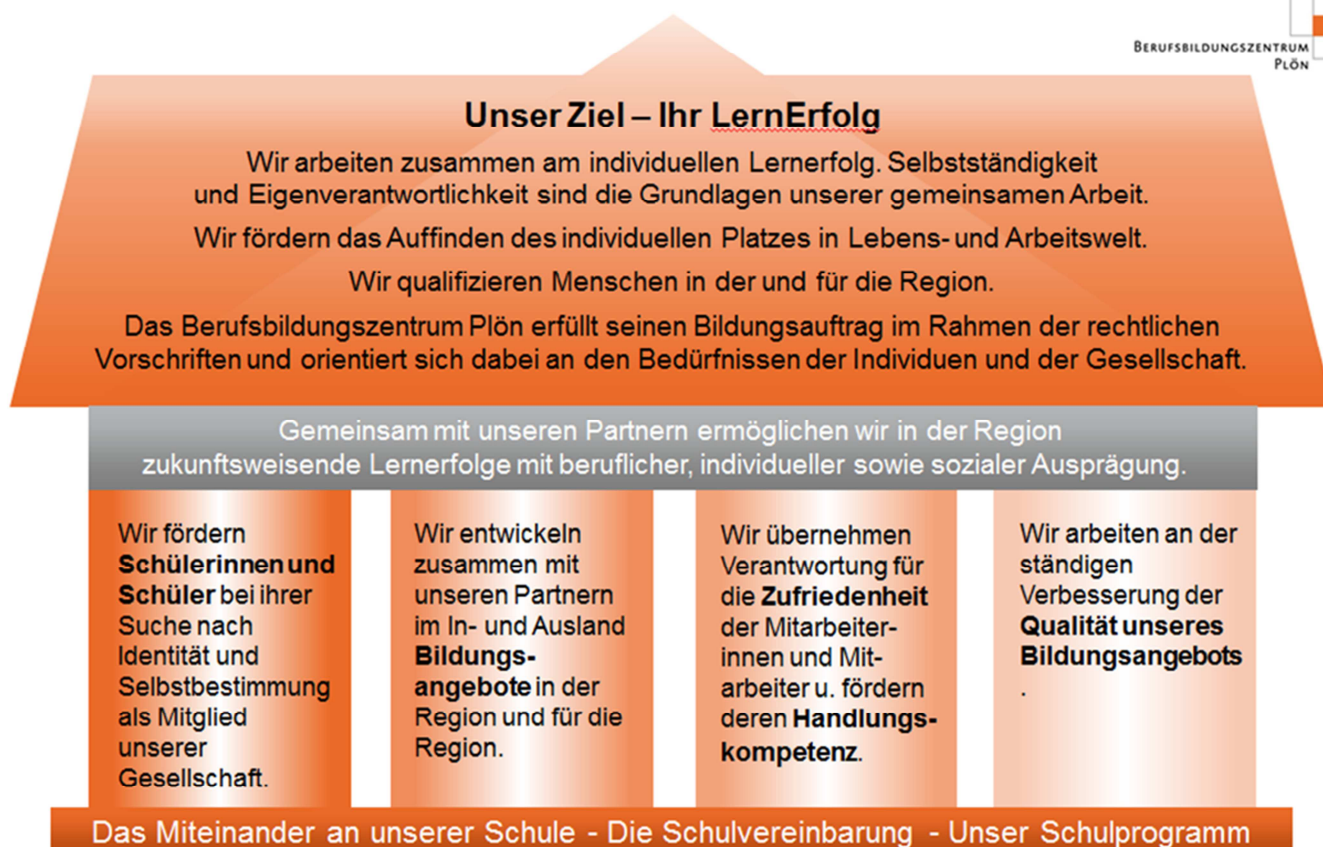 BERUFSBILDUNGSZENTRUM
PLÖN
Unser Ziel – Ihr LernErfolg
Wir arbeiten zusammen am individuellen Lernerfolg. Selbstständigkeit
und Eigenverantwortlichkeit sind die Grundlagen unserer gemeinsamen Arbeit.
Wir fördern das Auffinden des individuellen Platzes in Lebens- und Arbeitswelt.
Wir qualifizieren Menschen in der und für die Region.
Das Berufsbildungszentrum Plön erfüllt seinen Bildungsauftrag im Rahmen der rechtlichen
Vorschriften und orientiert sich dabei an den Bedürfnissen der Individuen und der Gesellschaft.
Gemeinsam mit unseren Partnern ermöglichen wir in der Region
zukunftsweisende Lernerfolge mit beruflicher, individueller sowie sozialer Ausprägung.
Wir fördern
Schülerinnen und
Schüler bei ihrer
Suche nach
Identität und
Selbstbestimmung
als Mitglied
unserer
Gesellschaft.
Wir entwickeln
zusammen mit
unseren Partnern
im In- und Ausland
Bildungs-
angebote in der
Region und für die
Region.
Wir übernehmen
Verantwortung für
die Zufriedenheit
der Mitarbeiter-
innen und Mit-
arbeiter u. fördern
deren Handlungs-
kompetenz.
Wir arbeiten an der
ständigen
Verbesserung der
Qualität unseres
Bildungsangebots
.
Das Miteinander an unserer Schule - Die Schulvereinbarung - Unser Schulprogramm